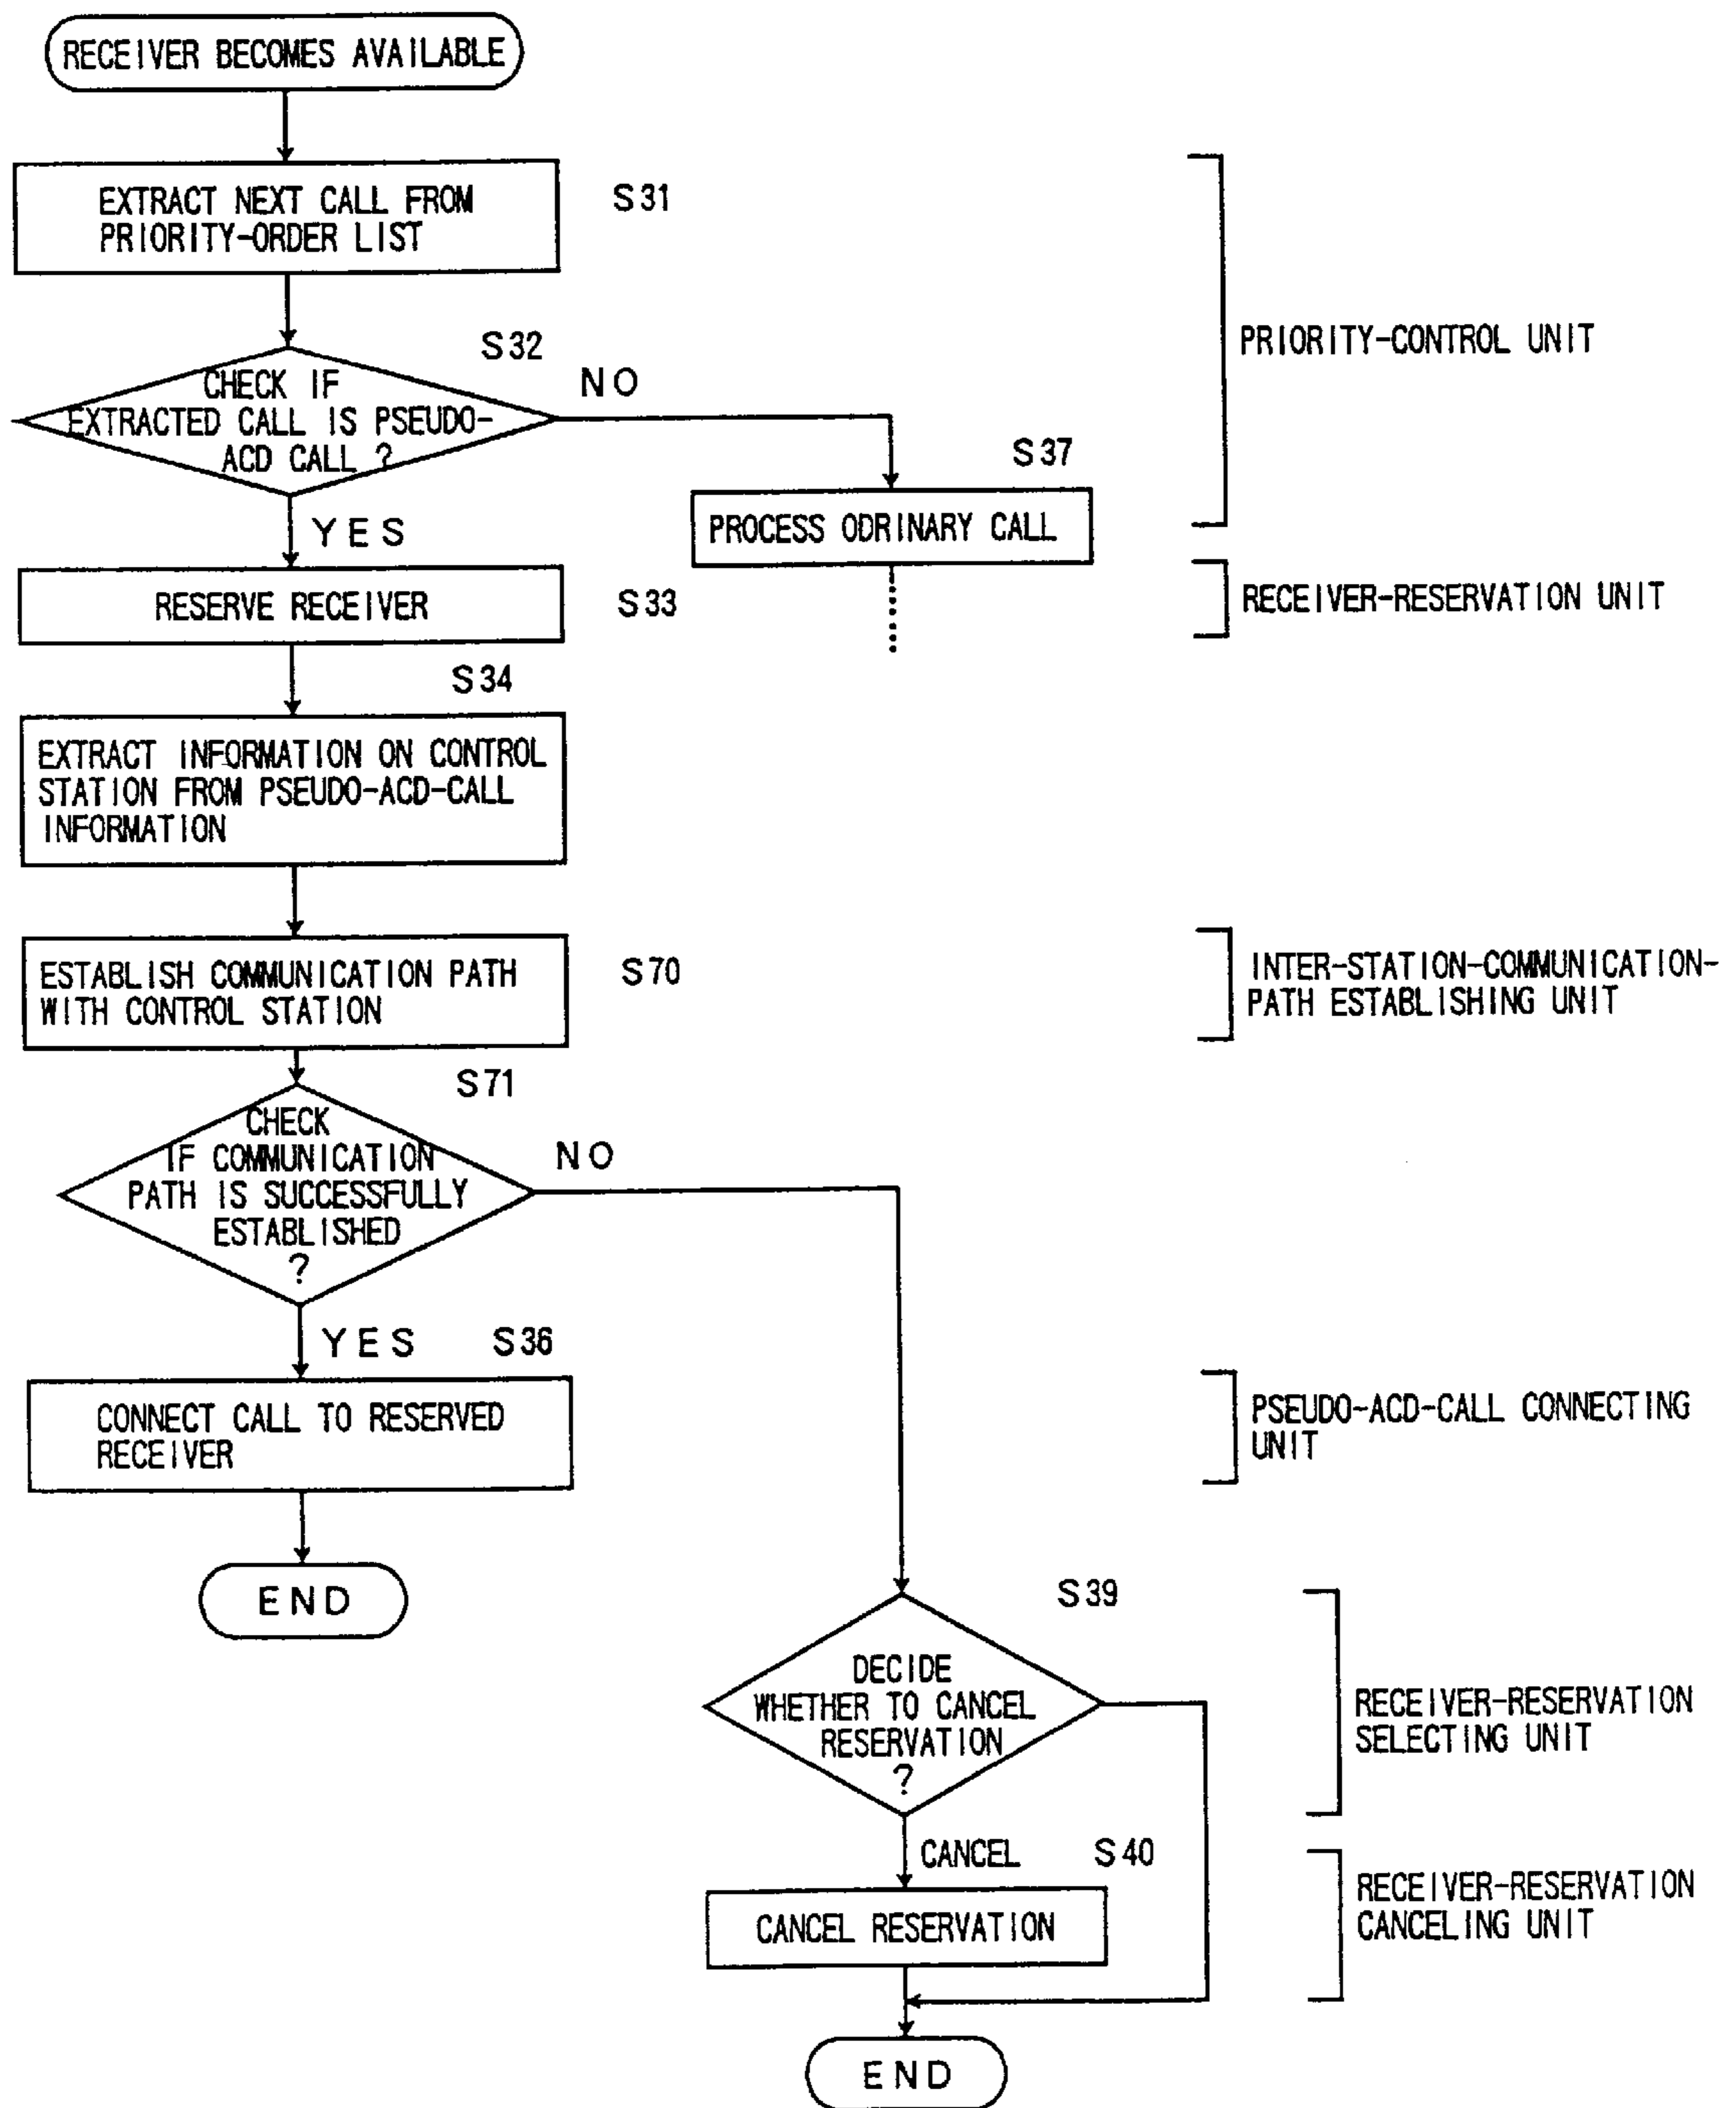 RECEIVER BECOMES AVAILABLE
EXTRACT NEXT CALL FROM
PRIORITY-ORDER LIST
S31
S32
CHECK IF
EXTRACTED CALL IS PSEUDO-
ACD CALL ?
NO
YES
S37
PROCESS ODRINARY CALL
PRIORITY-CONTROL UNIT
RESERVE RECEIVER
S33
RECEIVER-RESERVATION UNIT
S34
EXTRACT INFORMATION ON CONTROL
STATION FROM PSEUDO-ACD-CALL
INFORMATION
ESTABLISH COMMUNICATION PATH
WITH CONTROL STATION
S70
INTER-STATION-COMMUNICATION-
PATH ESTABLISHING UNIT
S71
CHECK
IF COMMUNICATION
PATH IS SUCCESSFULLY
ESTABLISHED
?
NO
YES
S36
CONNECT CALL TO RESERVED
RECEIVER
PSEUDO-ACD-CALL CONNECTING
UNIT
END
S39
DECIDE
WHETHER TO CANCEL
RESERVATION
?
RECEIVER-RESERVATION
SELECTING UNIT
CANCEL
S40
CANCEL RESERVATION
RECEIVER-RESERVATION
CANCELING UNIT
END